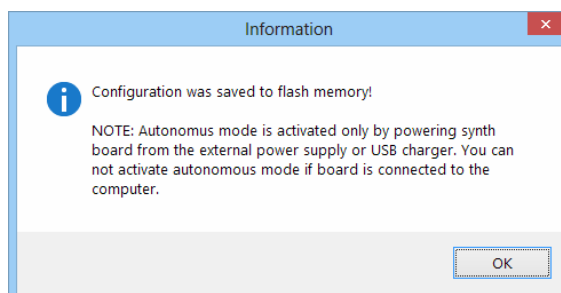 Information
Configuration was saved to flash memory!
NOTE: Autonomus mode is activated only by powering synth
board from the external power supply or USB charger. You can
not activate autonomous mode if board is connected to the
computer.
OK